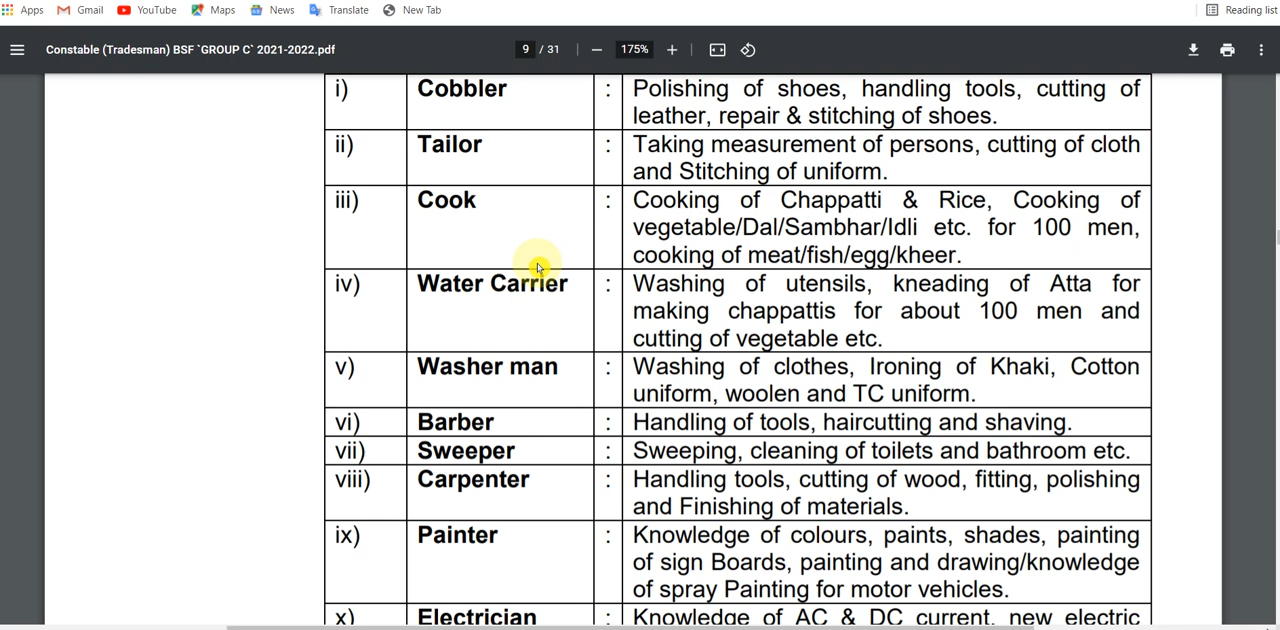 Apps Gmail YouTube Maps News Translate New Tab Reading list
Constable (Tradesman) BSF `GROUP C` 2021-2022.pdf 9 / 31 175%
i) Cobbler : Polishing of shoes, handling tools, cutting of
leather, repair & stitching of shoes.
ii) Tailor : Taking measurement of persons, cutting of cloth
and Stitching of uniform.
iii) Cook : Cooking of Chappatti & Rice, Cooking of
vegetable/Dal/Sambhar/Idli etc. for 100 men,
cooking of meat/fish/egg/kheer.
iv) Water Carrier : Washing of utensils, kneading of Atta for
making chappattis for about 100 men and
cutting of vegetable etc.
v) Washer man : Washing of clothes, Ironing of Khaki, Cotton
uniform, woolen and TC uniform.
vi) Barber : Handling of tools, haircutting and shaving.
vii) Sweeper : Sweeping, cleaning of toilets and bathroom etc.
viii) Carpenter : Handling tools, cutting of wood, fitting, polishing
and Finishing of materials.
ix) Painter : Knowledge of colours, paints, shades, painting
of sign Boards, painting and drawing/knowledge
of spray Painting for motor vehicles.
x) Electrician : Knowledge of AC & DC current, new electric